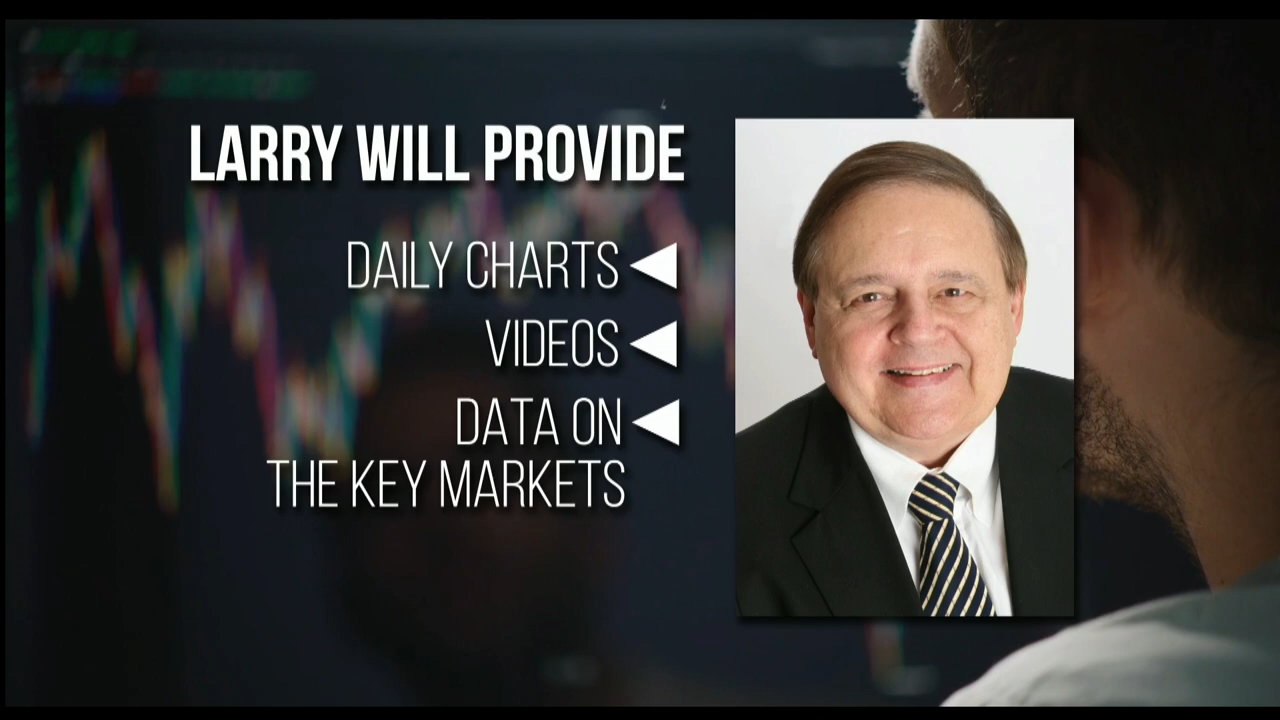 LARRY WILL PROVIDE
DAILY CHARTS
VIDEOS
DATA ON
THE KEY MARKETS